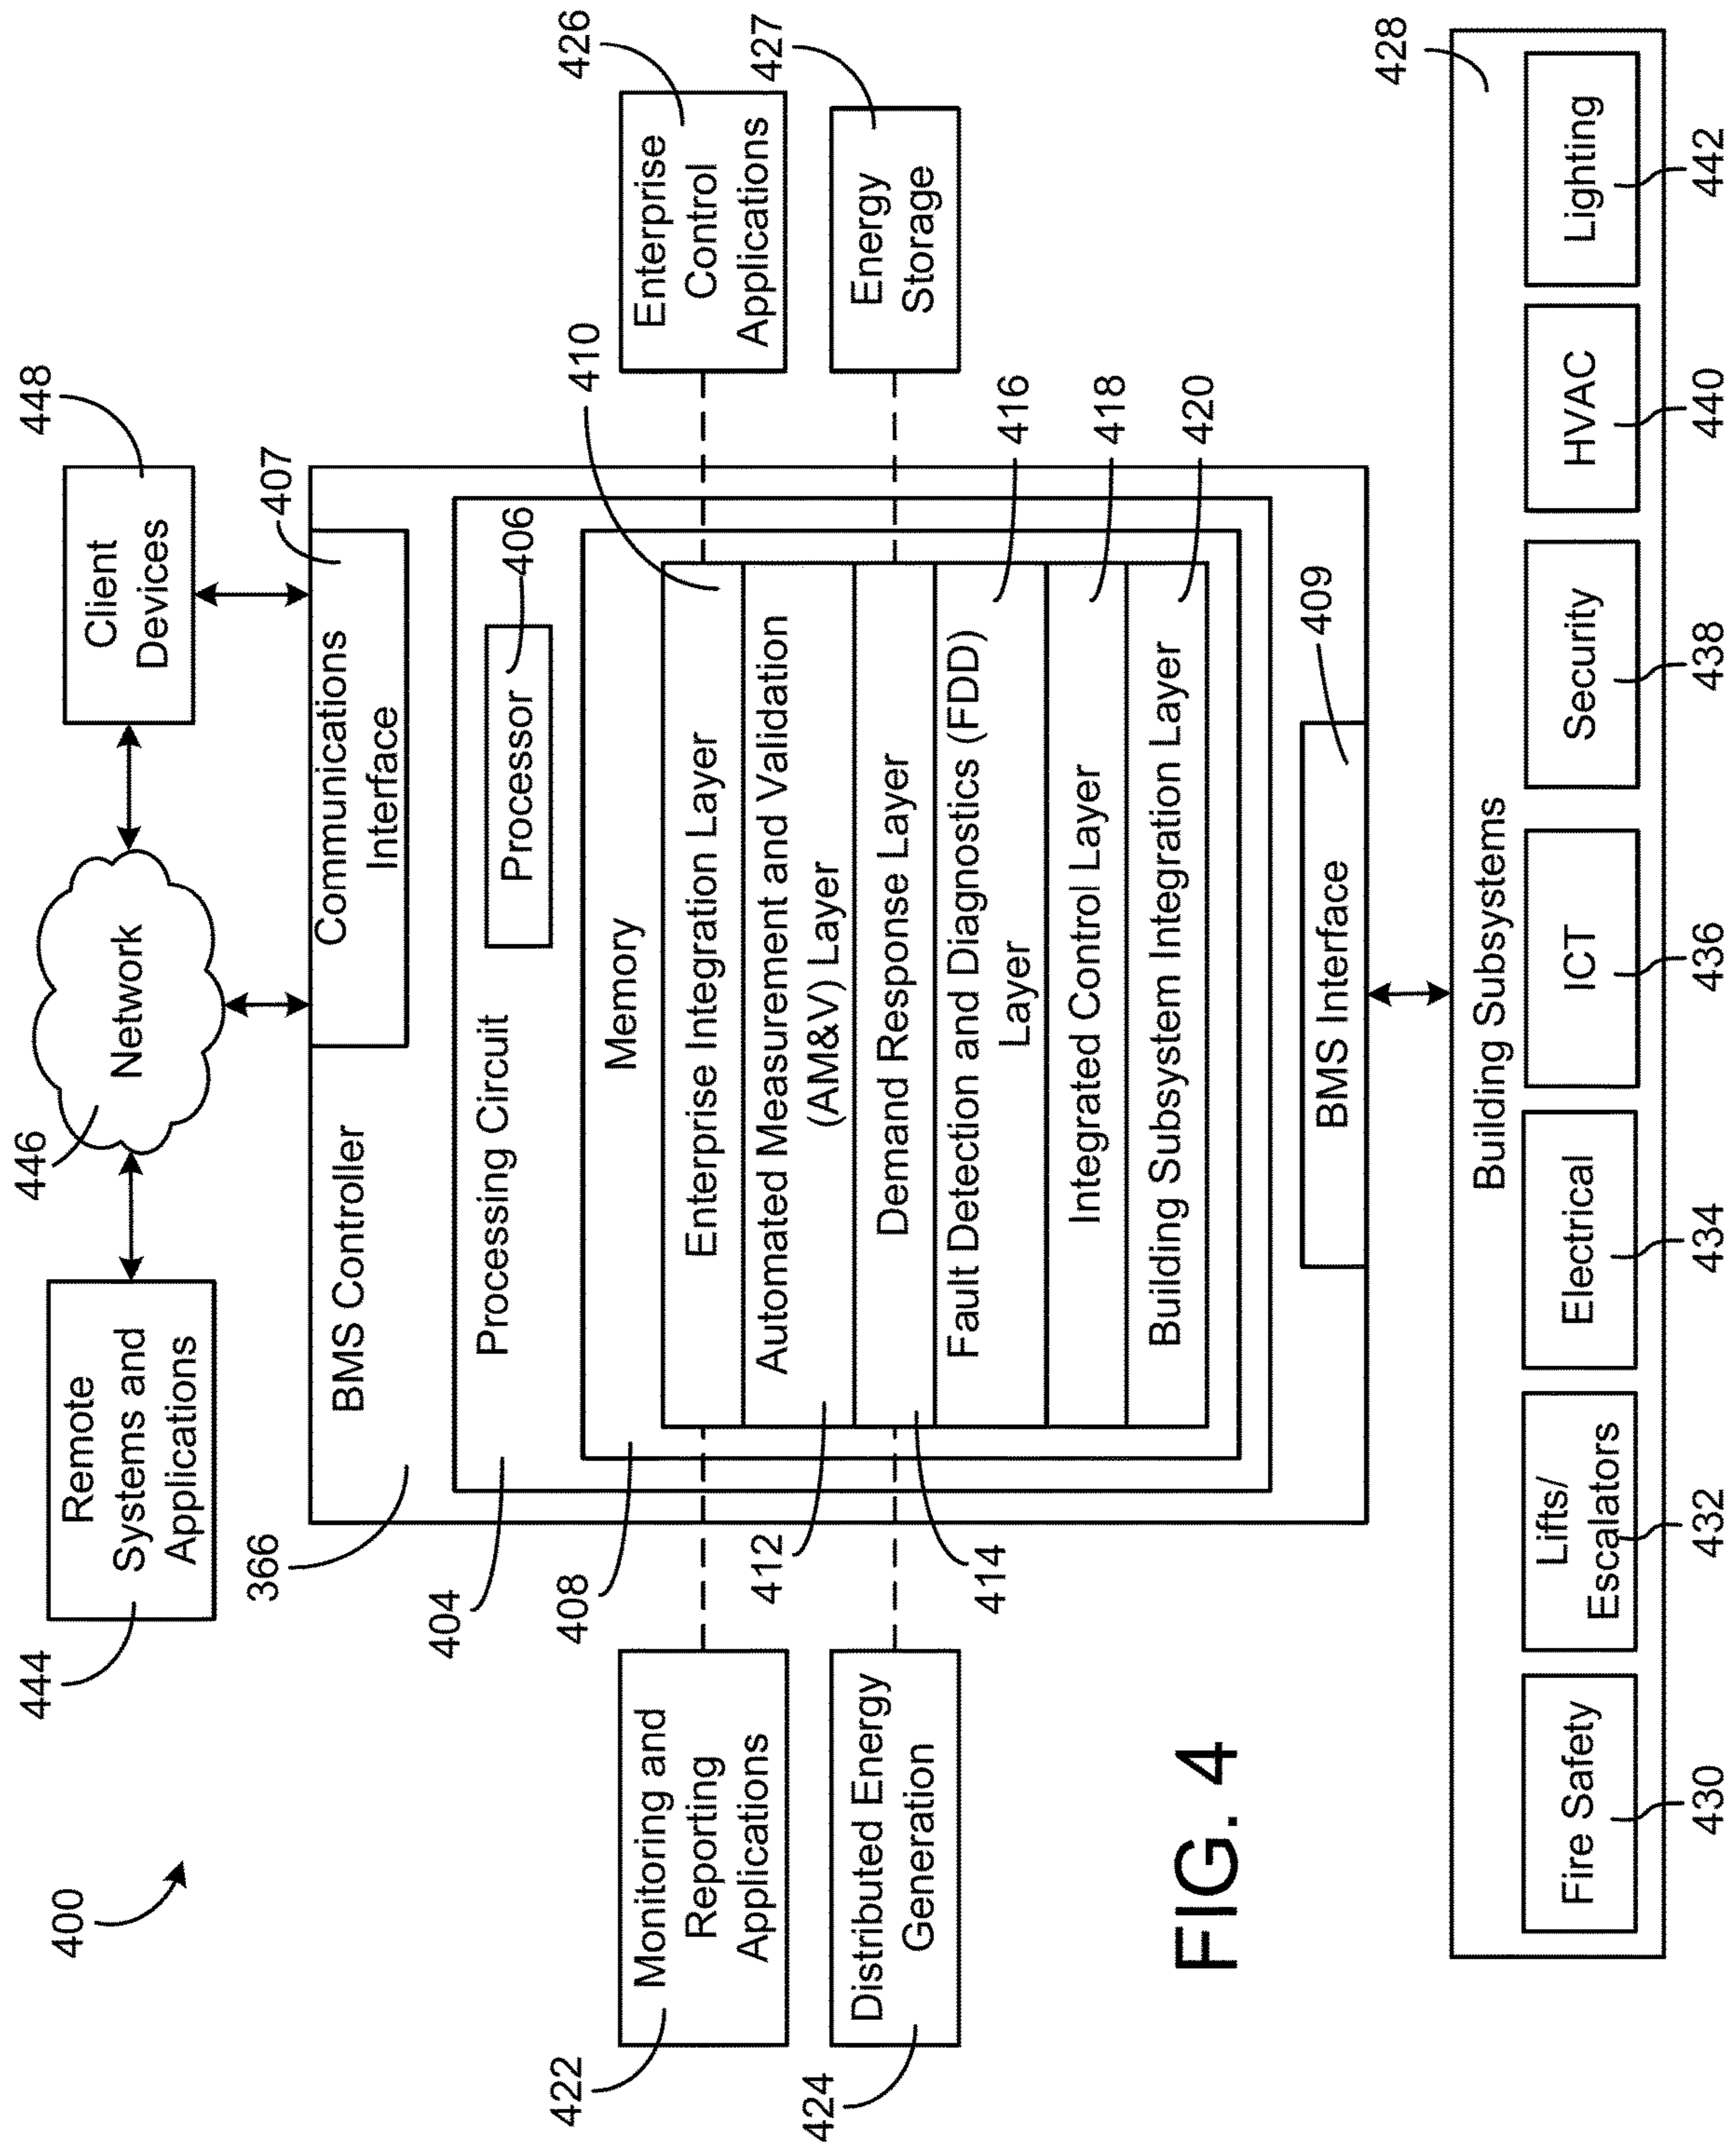 400
444
Remote
Systems and
Applications
446
Network
448
Client
Devices
366
BMS Controller
407
Communications
Interface
404
Processing Circuit
406
Processor
408
Memory
410
Enterprise Integration Layer
412
Automated Measurement and Validation
(AM&V) Layer
414
Demand Response Layer
416
Fault Detection and Diagnostics (FDD)
Layer
418
Integrated Control Layer
420
Building Subsystem Integration Layer
409
BMS Interface
422
Monitoring and
Reporting
Applications
424
Distributed Energy
Generation
426
Enterprise
Control
Applications
427
Energy
Storage
428
Building Subsystems
Fire Safety
Lifts/
Escalators
Electrical
ICT
Security
HVAC
Lighting
430
432
434
436
438
440
442
FIG. 4